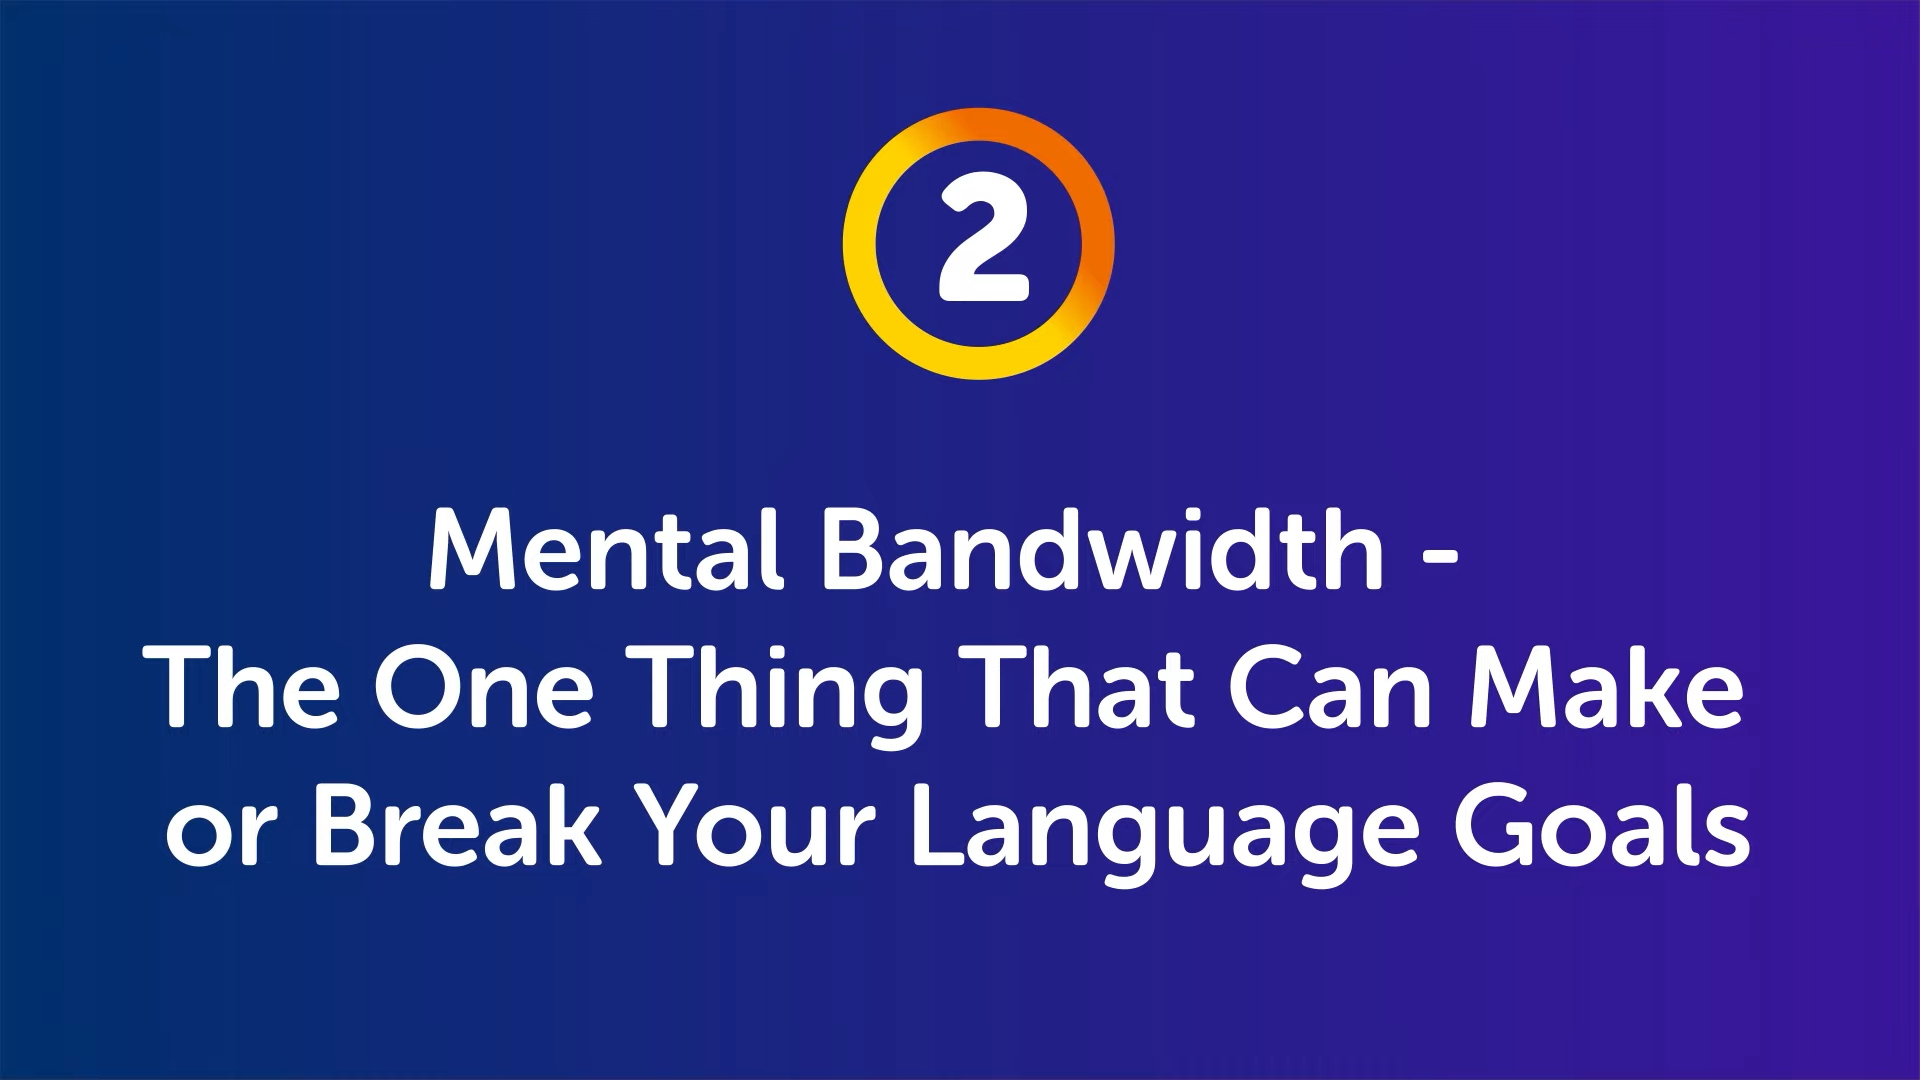 2
Mental Bandwidth -
The One Thing That Can Make
or Break Your Language Goals